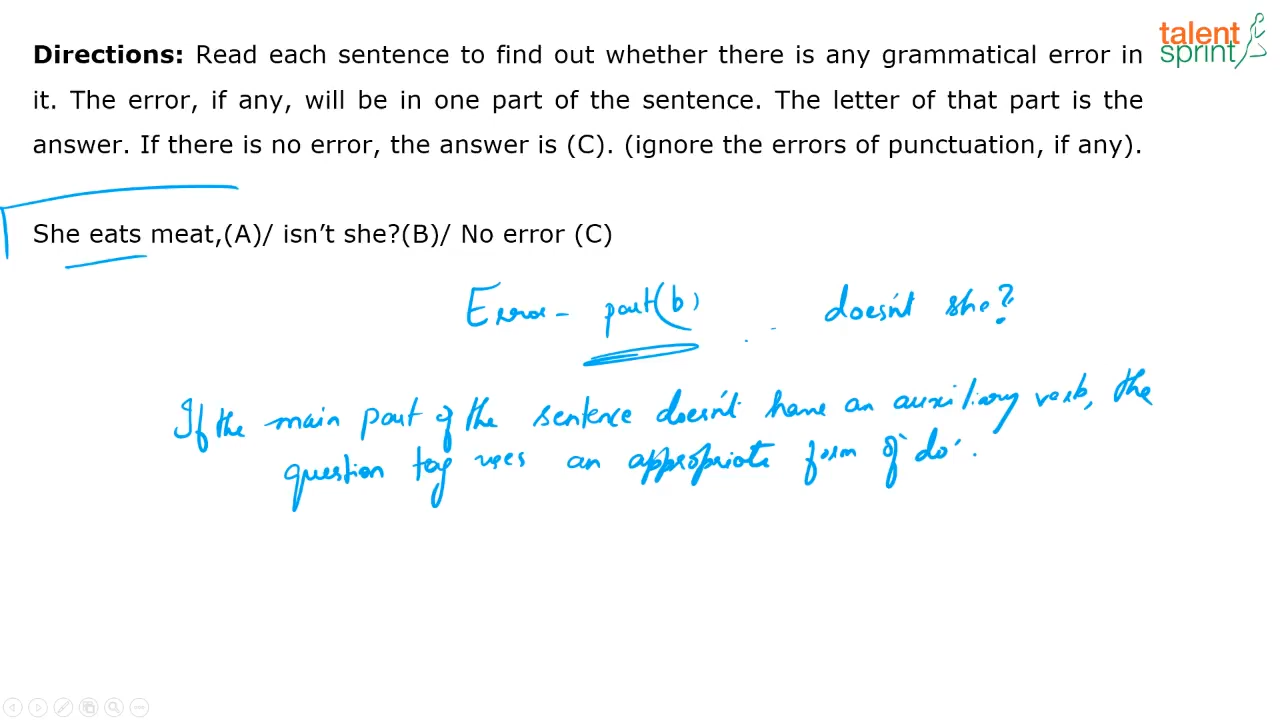 talent
sprint
Directions: Read each sentence to find out whether there is any grammatical error in
it. The error, if any, will be in one part of the sentence. The letter of that part is the
answer. If there is no error, the answer is (C). (ignore the errors of punctuation, if any).
She eats meat,(A)/ isn’t she?(B)/ No error (C)
Error - part(b) doesn't she?
If the main part of the sentence doesn't have an auxiliary verb, the
question tag uses an appropriate form of 'do'.